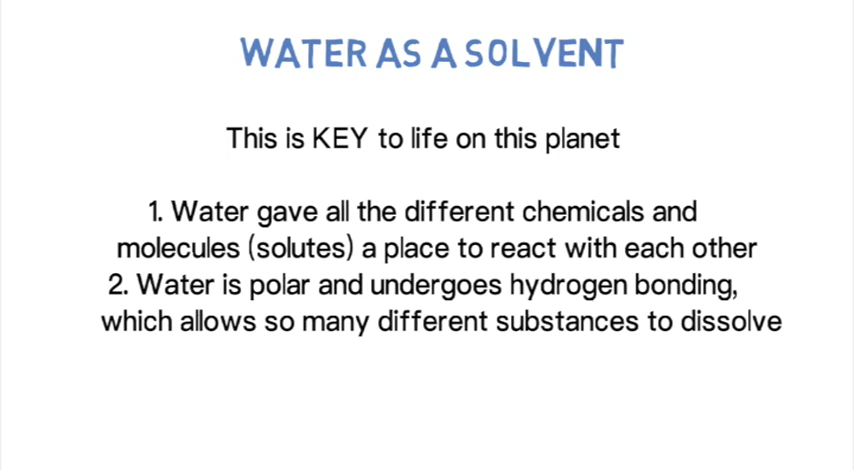 WATER AS A SOLVENT
This is KEY to life on this planet
1. Water gave all the different chemicals and
molecules (solutes) a place to react with each other
2. Water is polar and undergoes hydrogen bonding,
which allows so many different substances to dissolve